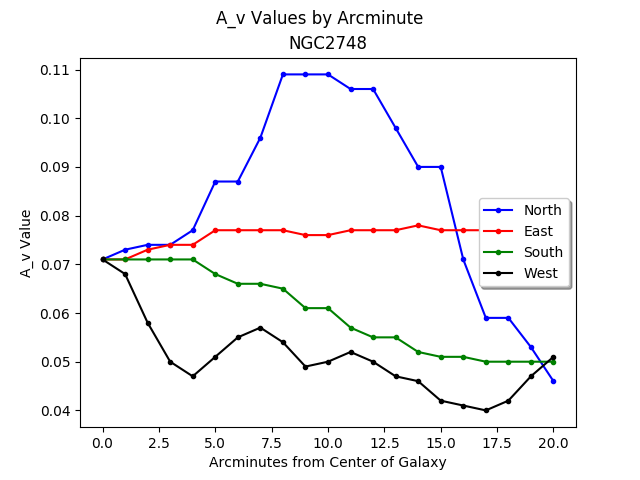 A_v Values by Arcminute
NGC2748
0.11
0.10
0.09
0.08
0.07
0.06
0.05
0.04
A_v Value
North
East
South
West
0.0 2.5 5.0 7.5 10.0 12.5 15.0 17.5 20.0
Arcminutes from Center of Galaxy